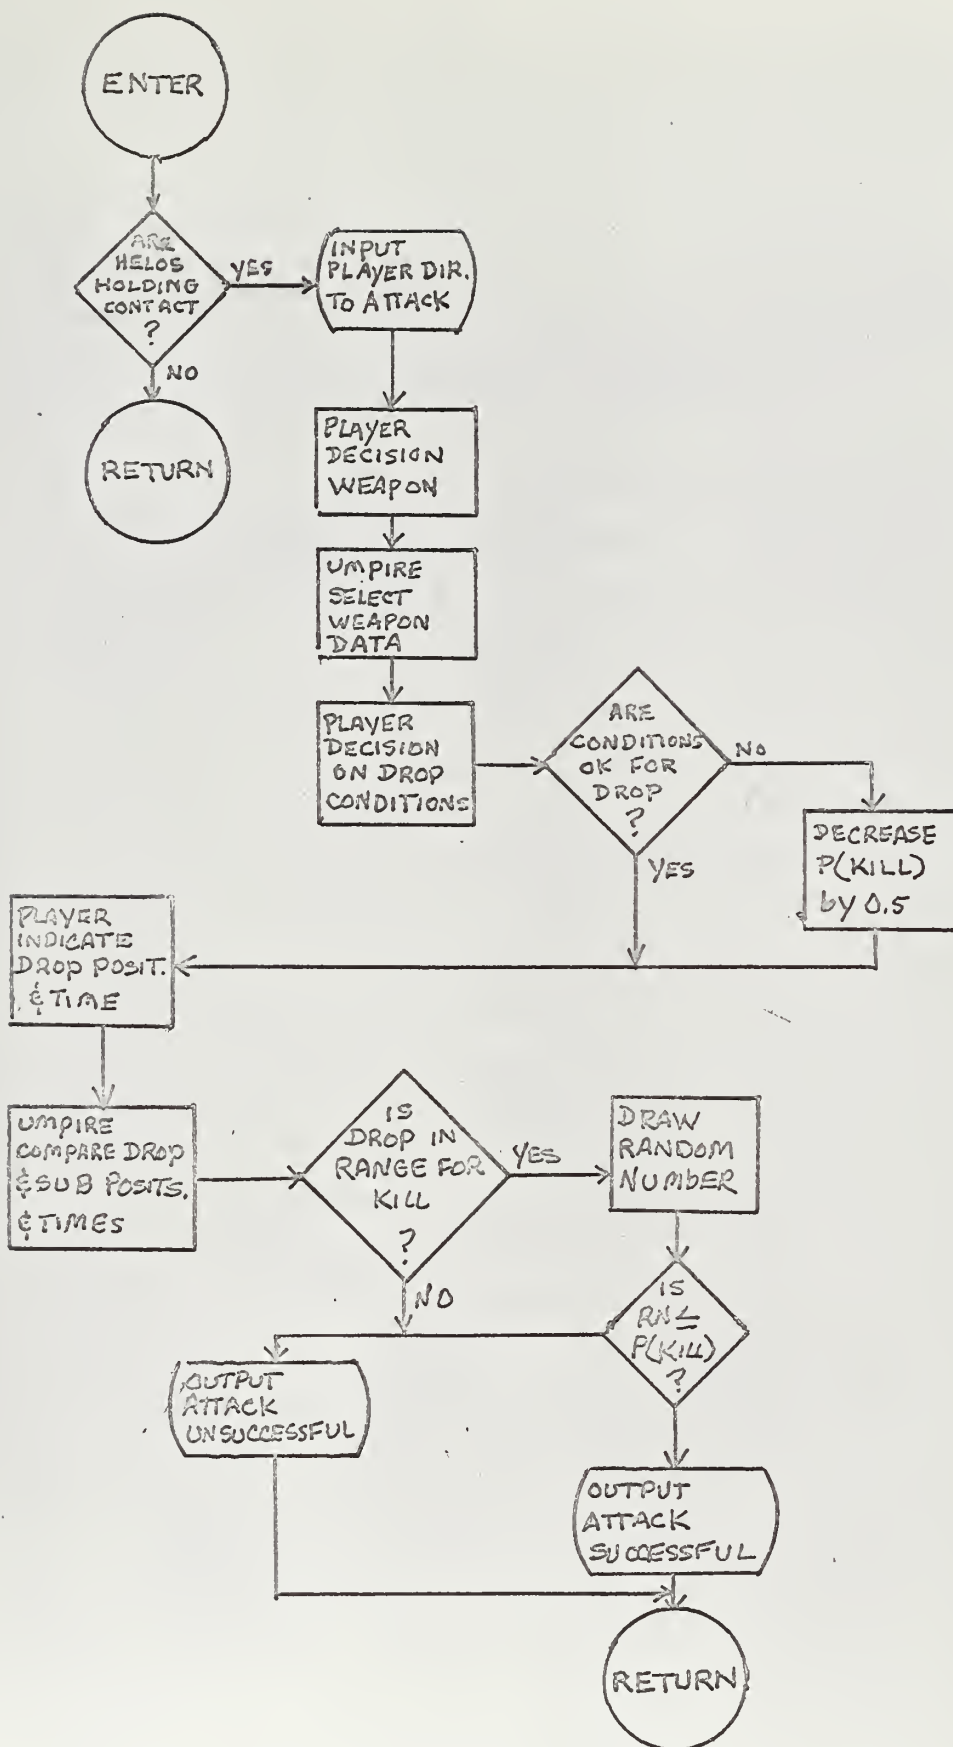 ENTER
ARE
HELOS
HOLDING
CONTACT
?
YES
NO
RETURN
INPUT
PLAYER DIR.
TO ATTACK
PLAYER
DECISION
WEAPON
UMPIRE
SELECT
WEAPON
DATA
PLAYER
DECISION
ON DROP
CONDITIONS
ARE
CONDITIONS
OK FOR
DROP
?
NO
YES
DECREASE
P(KILL)
by 0.5
PLAYER
INDICATE
DROP POSIT.
& TIME
UMPIRE
COMPARE DROP
& SUB POSITS.
& TIMES
IS
DROP IN
RANGE FOR
KILL
?
YES
NO
DRAW
RANDOM
NUMBER
IS
RN ≤
P(KILL)
?
OUTPUT
ATTACK
UNSUCCESSFUL
OUTPUT
ATTACK
SUCCESSFUL
RETURN